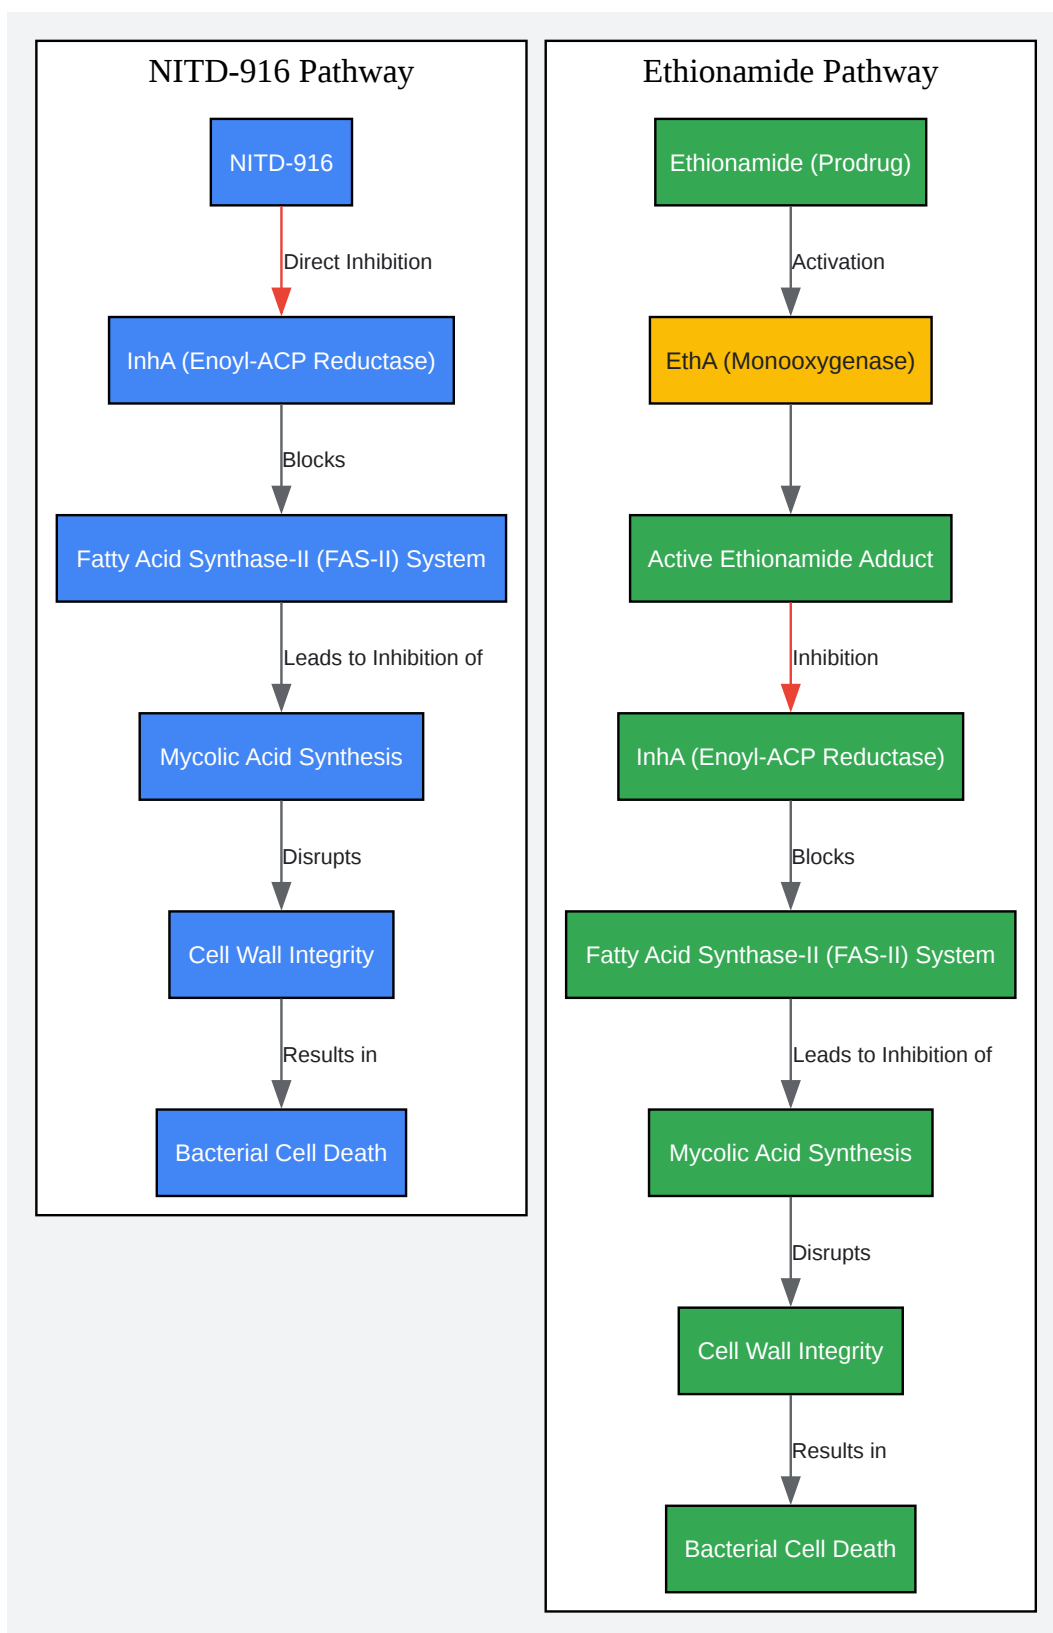 NITD-916 Pathway
NITD-916
Direct Inhibition
InhA (Enoyl-ACP Reductase)
Blocks
Fatty Acid Synthase-II (FAS-II) System
Leads to Inhibition of
Mycolic Acid Synthesis
Disrupts
Cell Wall Integrity
Results in
Bacterial Cell Death
Ethionamide Pathway
Ethionamide (Prodrug)
Activation
EthA (Monooxygenase)
Active Ethionamide Adduct
Inhibition
InhA (Enoyl-ACP Reductase)
Blocks
Fatty Acid Synthase-II (FAS-II) System
Leads to Inhibition of
Mycolic Acid Synthesis
Disrupts
Cell Wall Integrity
Results in
Bacterial Cell Death